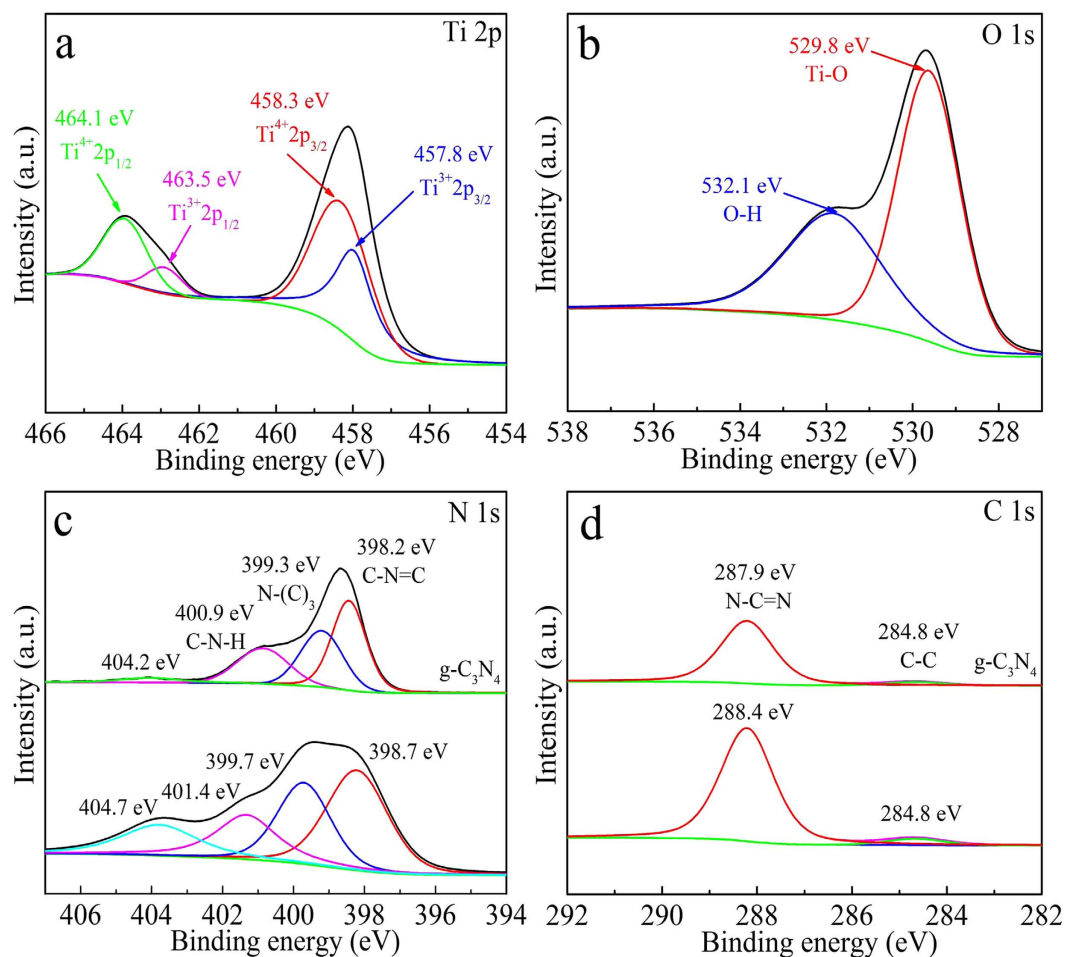 a
Ti 2p
464.1 eV
Ti⁴⁺2p₁/₂
463.5 eV
Ti³⁺2p₁/₂
458.3 eV
Ti⁴⁺2p₃/₂
457.8 eV
Ti³⁺2p₃/₂
Intensity (a.u.)
466 464 462 460 458 456 454
Binding energy (eV)
b
O 1s
529.8 eV
Ti-O
532.1 eV
O-H
Intensity (a.u.)
538 536 534 532 530 528
Binding energy (eV)
c
N 1s
398.2 eV
C-N=C
399.3 eV
N-(C)₃
400.9 eV
C-N-H
404.2 eV
g-C₃N₄
398.7 eV
399.7 eV
401.4 eV
404.7 eV
Intensity (a.u.)
406 404 402 400 398 396 394
Binding energy (eV)
d
C 1s
287.9 eV
N-C=N
284.8 eV
C-C
g-C₃N₄
288.4 eV
284.8 eV
Intensity (a.u.)
292 290 288 286 284 282
Binding energy (eV)